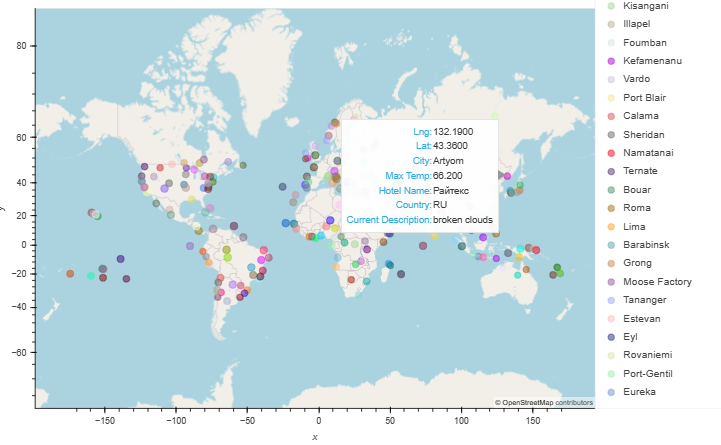 80
60
40
20
0
−20
−40
−60
y
−150
−100
−50
0
50
100
150
x
Lng: 132.1900
Lat: 43.3600
City: Artyom
Max Temp: 66.200
Hotel Name: Райтекс
Country: RU
Current Description: broken clouds
© OpenStreetMap contributors
Kisangani
Illapel
Foumban
Kefamenanu
Vardo
Port Blair
Calama
Sheridan
Namatanai
Ternate
Bouar
Roma
Lima
Barabinsk
Grong
Moose Factory
Tananger
Estevan
Eyl
Rovaniemi
Port-Gentil
Eureka